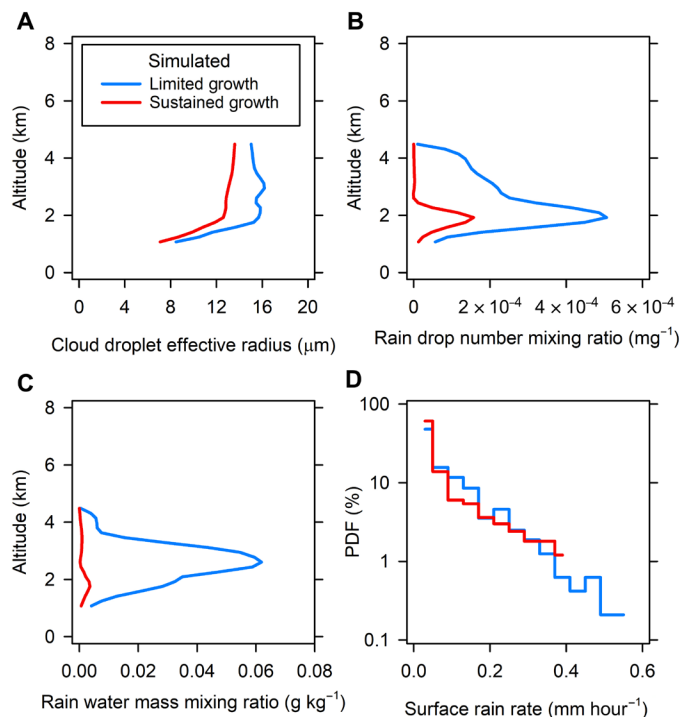 A
8
6
4
2
0
Altitude (km)
Simulated
Limited growth
Sustained growth
0 4 8 12 16 20
Cloud droplet effective radius (μm)
B
8
6
4
2
0
Altitude (km)
0 2 × 10⁻⁴ 4 × 10⁻⁴ 6 × 10⁻⁴
Rain drop number mixing ratio (mg⁻¹)
C
8
6
4
2
0
Altitude (km)
0.00 0.02 0.04 0.06 0.08
Rain water mass mixing ratio (g kg⁻¹)
D
100
10
1
0.1
PDF (%)
0.0 0.2 0.4 0.6
Surface rain rate (mm hour⁻¹)